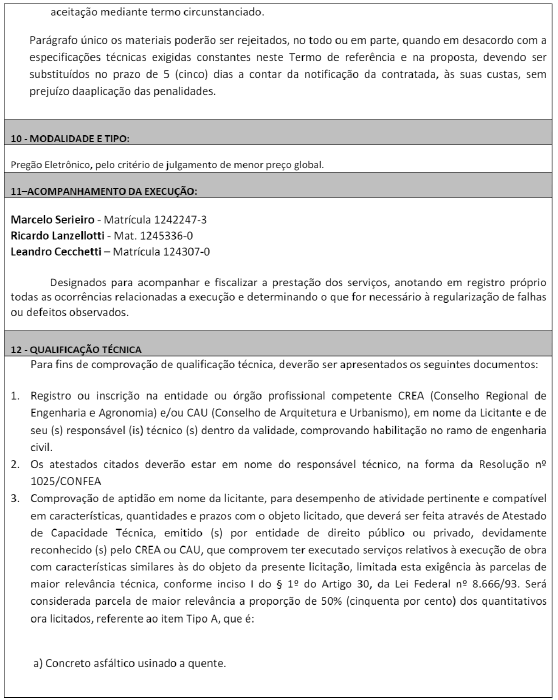 aceitação mediante termo circunstanciado.
Parágrafo único os materiais poderão ser rejeitados, no todo ou em parte, quando em desacordo com a
especificações técnicas exigidas constantes neste Termo de referência e na proposta, devendo ser
substituídos no prazo de 5 (cinco) dias a contar da notificação da contratada, às suas custas, sem
prejuízo daaplicação das penalidades.
10 - MODALIDADE E TIPO:
Pregão Eletrônico, pelo critério de julgamento de menor preço global.
11–ACOMPANHAMENTO DA EXECUÇÃO:
Marcelo Serieiro - Matrícula 1242247-3
Ricardo Lanzellotti - Mat. 1245336-0
Leandro Cecchetti – Matrícula 124307-0
Designados para acompanhar e fiscalizar a prestação dos serviços, anotando em registro próprio
todas as ocorrências relacionadas a execução e determinando o que for necessário à regularização de falhas
ou defeitos observados.
12 - QUALIFICAÇÃO TÉCNICA
Para fins de comprovação de qualificação técnica, deverão ser apresentados os seguintes documentos:
1. Registro ou inscrição na entidade ou órgão profissional competente CREA (Conselho Regional de
Engenharia e Agronomia) e/ou CAU (Conselho de Arquitetura e Urbanismo), em nome da Licitante e de
seu (s) responsável (is) técnico (s) dentro da validade, comprovando habilitação no ramo de engenharia
civil.
2. Os atestados citados deverão estar em nome do responsável técnico, na forma da Resolução nº
1025/CONFEA
3. Comprovação de aptidão em nome da licitante, para desempenho de atividade pertinente e compatível
em características, quantidades e prazos com o objeto licitado, que deverá ser feita através de Atestado
de Capacidade Técnica, emitido (s) por entidade de direito público ou privado, devidamente
reconhecido (s) pelo CREA ou CAU, que comprovem ter executado serviços relativos à execução de obra
com características similares às do objeto da presente licitação, limitada esta exigência às parcelas de
maior relevância técnica, conforme inciso I do § 1º do Artigo 30, da Lei Federal nº 8.666/93. Será
considerada parcela de maior relevância a proporção de 50% (cinquenta por cento) dos quantitativos
ora licitados, referente ao item Tipo A, que é:
a) Concreto asfáltico usinado a quente.